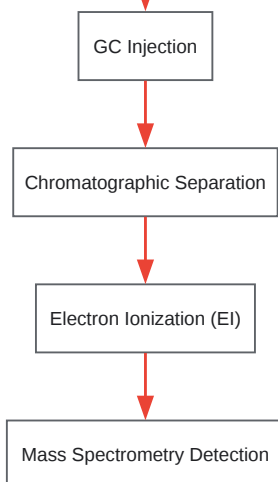 GC Injection
Chromatographic Separation
Electron Ionization (EI)
Mass Spectrometry Detection